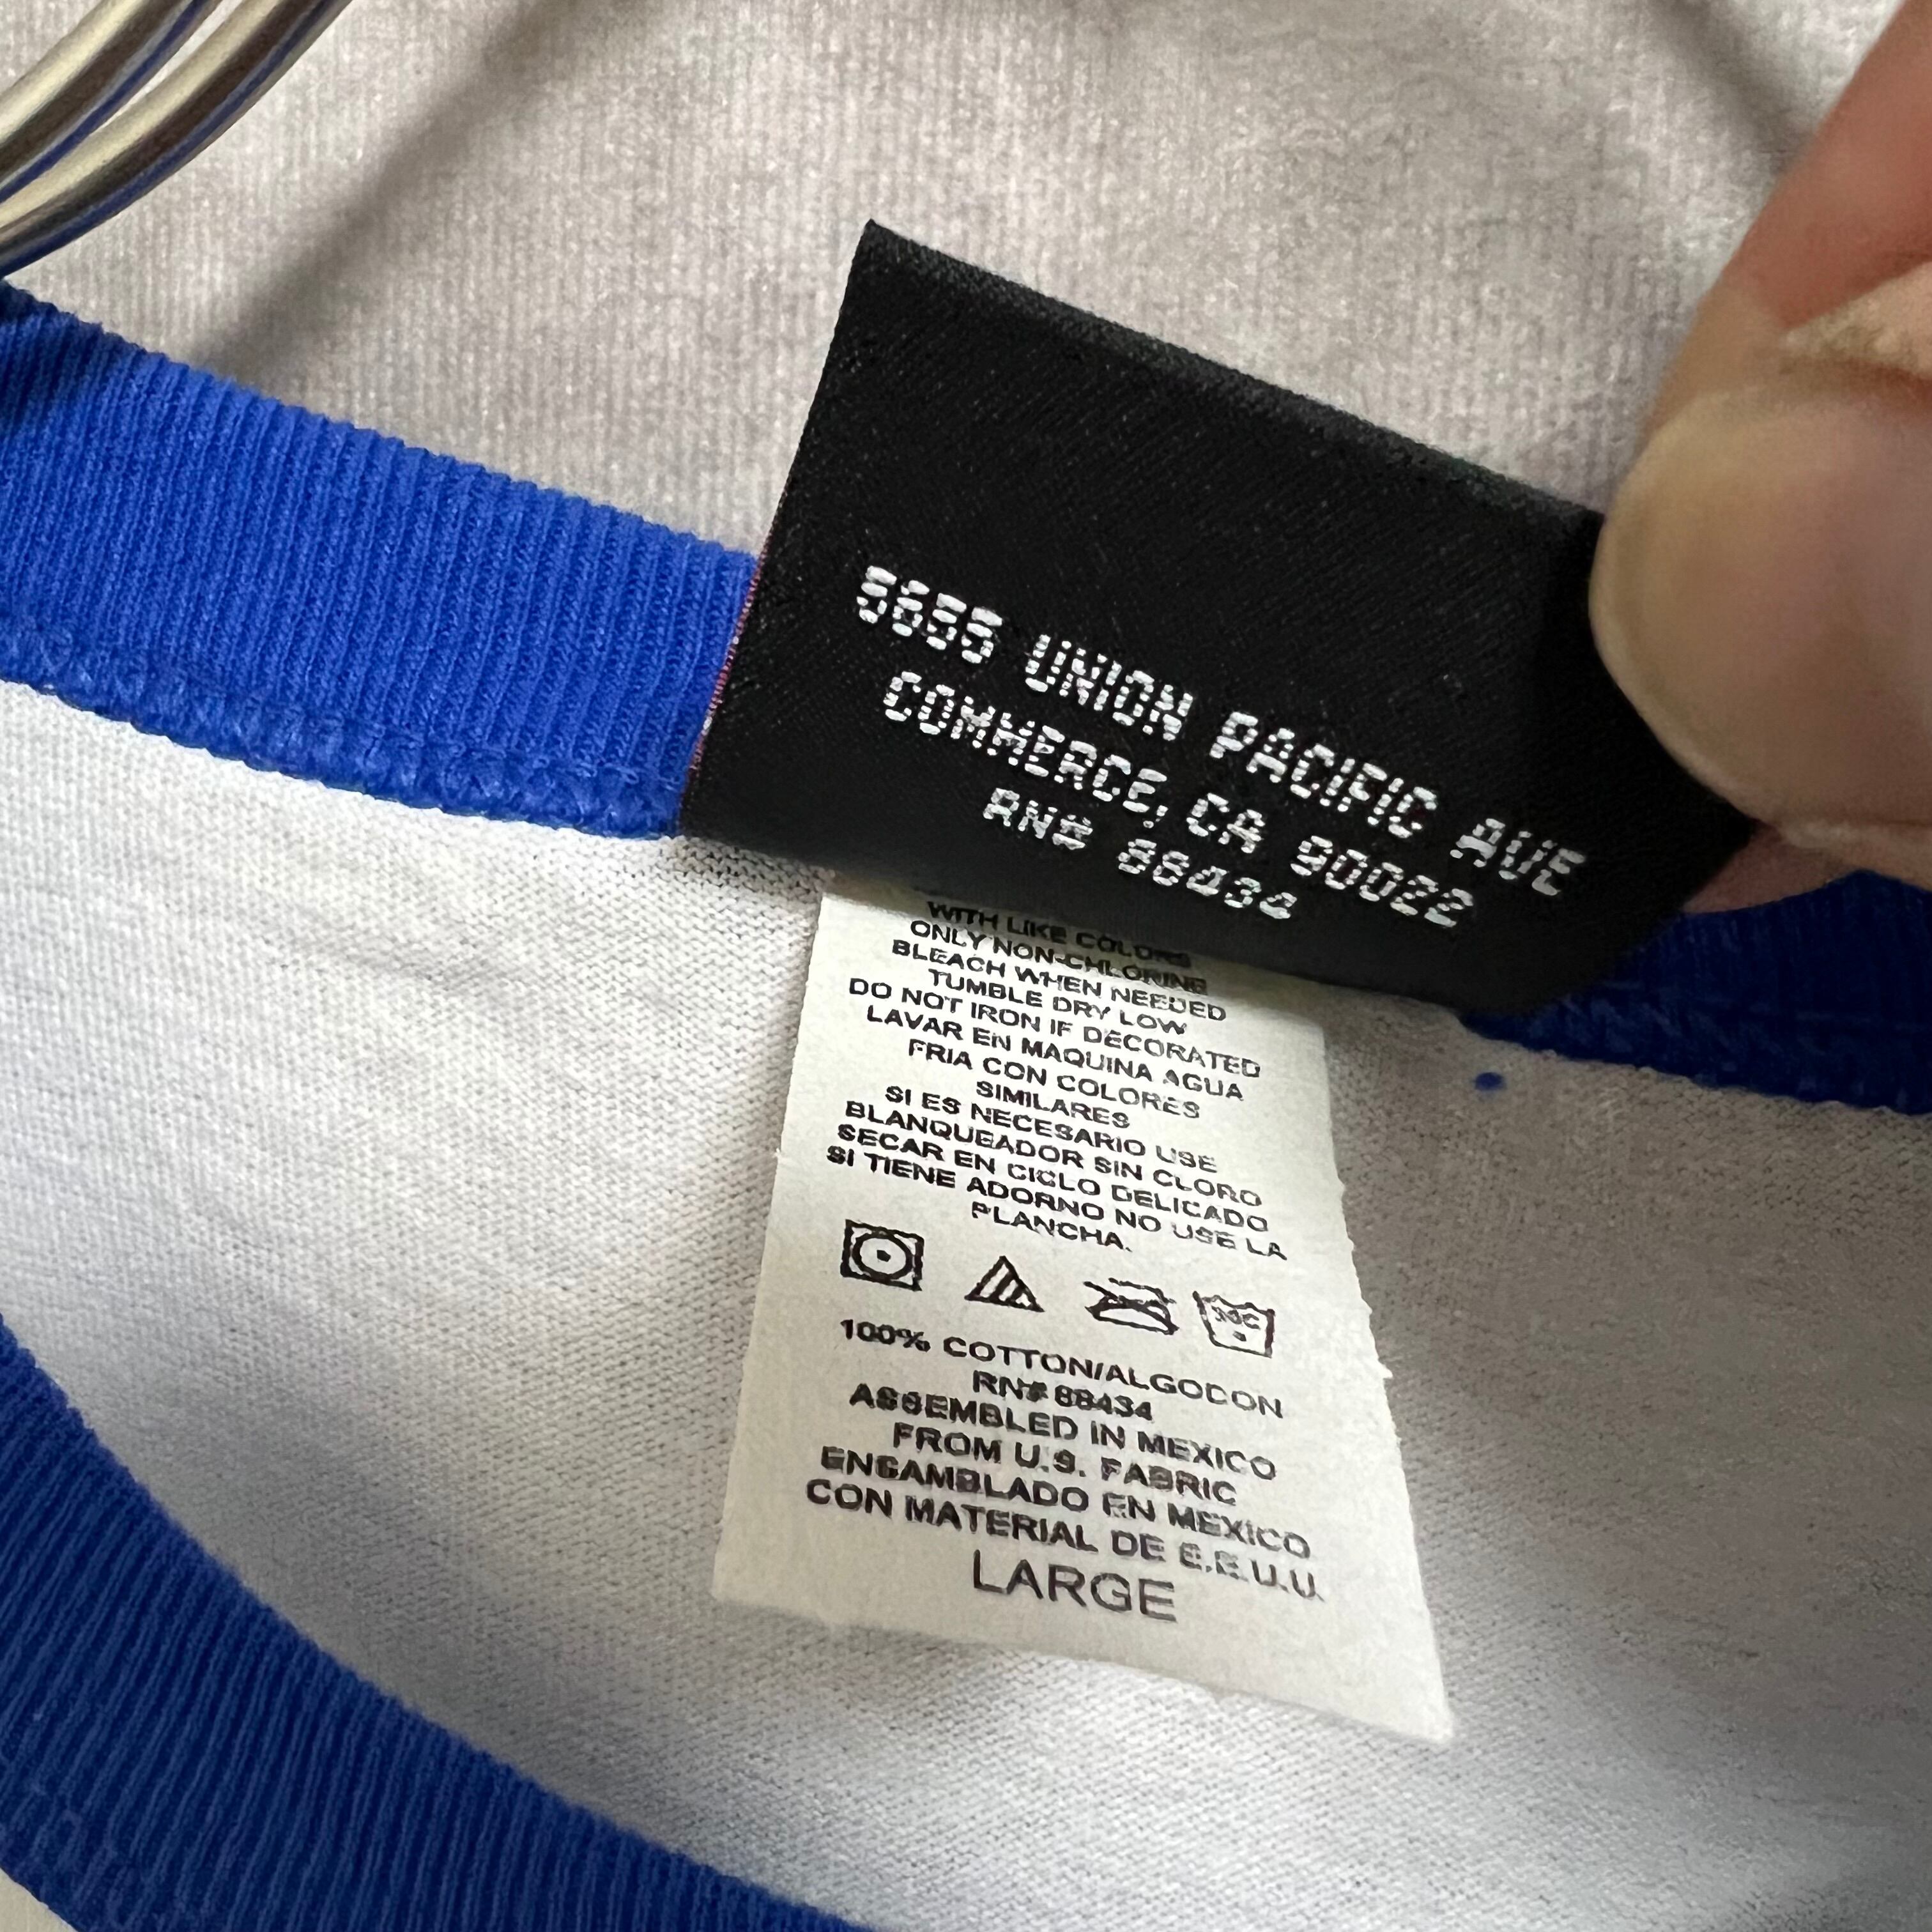 5635 UNION PACIFIC AVE
COMMERCE, CA 90022
RN# 88434
WITH LIKE COLORS
ONLY NON-CHLORINE
BLEACH WHEN NEEDED
TUMBLE DRY LOW
DO NOT IRON IF DECORATED
LAVAR EN MAQUINA AGUA
FRIA CON COLORES
SIMILARES
SI ES NECESARIO USE
BLANQUEADOR SIN CLORO
SECAR EN CICLO DELICADO
SI TIENE ADORNO NO USE LA
PLANCHA.
30C
100% COTTON/ALGODON
RN# 88434
ASSEMBLED IN MEXICO
FROM U.S. FABRIC
ENSAMBLADO EN MEXICO
CON MATERIAL DE E.E.U.U.
LARGE